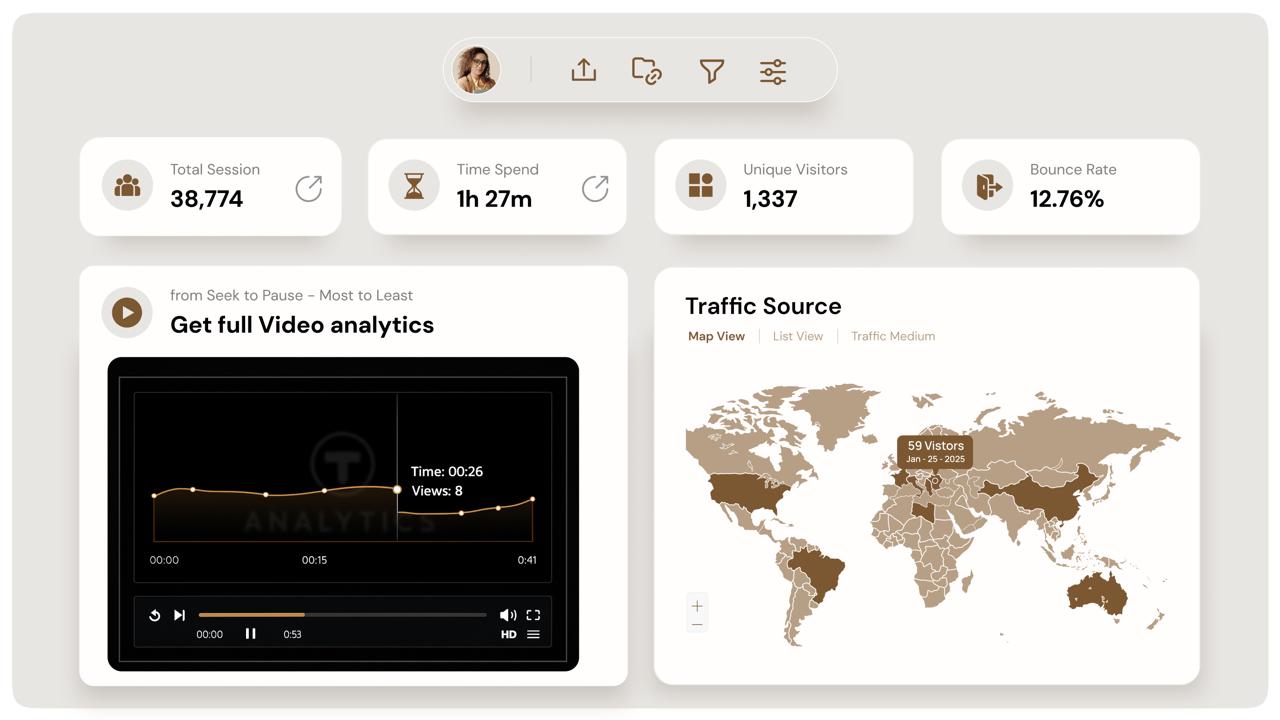 Total Session
38,774
Time Spend
1h 27m
Unique Visitors
1,337
Bounce Rate
12.76%
from Seek to Pause - Most to Least
Get full Video analytics
T
ANALYTICS
Time: 00:26
Views: 8
00:00
00:15
0:41
00:00
0:53
HD
Traffic Source
Map View
List View
Traffic Medium
59 Vistors
Jan - 25 - 2025
+
−